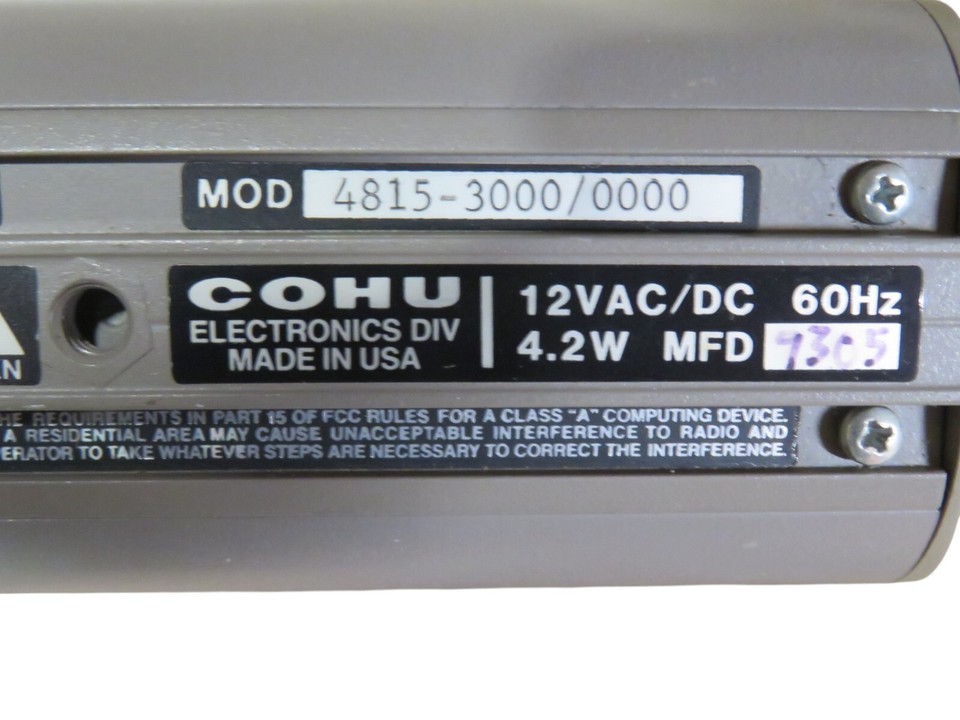 MOD 4815-3000/0000
COHU
ELECTRONICS DIV
MADE IN USA
12VAC/DC 60Hz
4.2W MFD
REQUIREMENTS IN PART 15 OF FCC RULES FOR A CLASS "A" COMPUTING DEVICE.
A RESIDENTIAL AREA MAY CAUSE UNACCEPTABLE INTERFERENCE TO RADIO AND
TO TAKE WHATEVER STEPS ARE NECESSARY TO CORRECT THE INTERFERENCE.